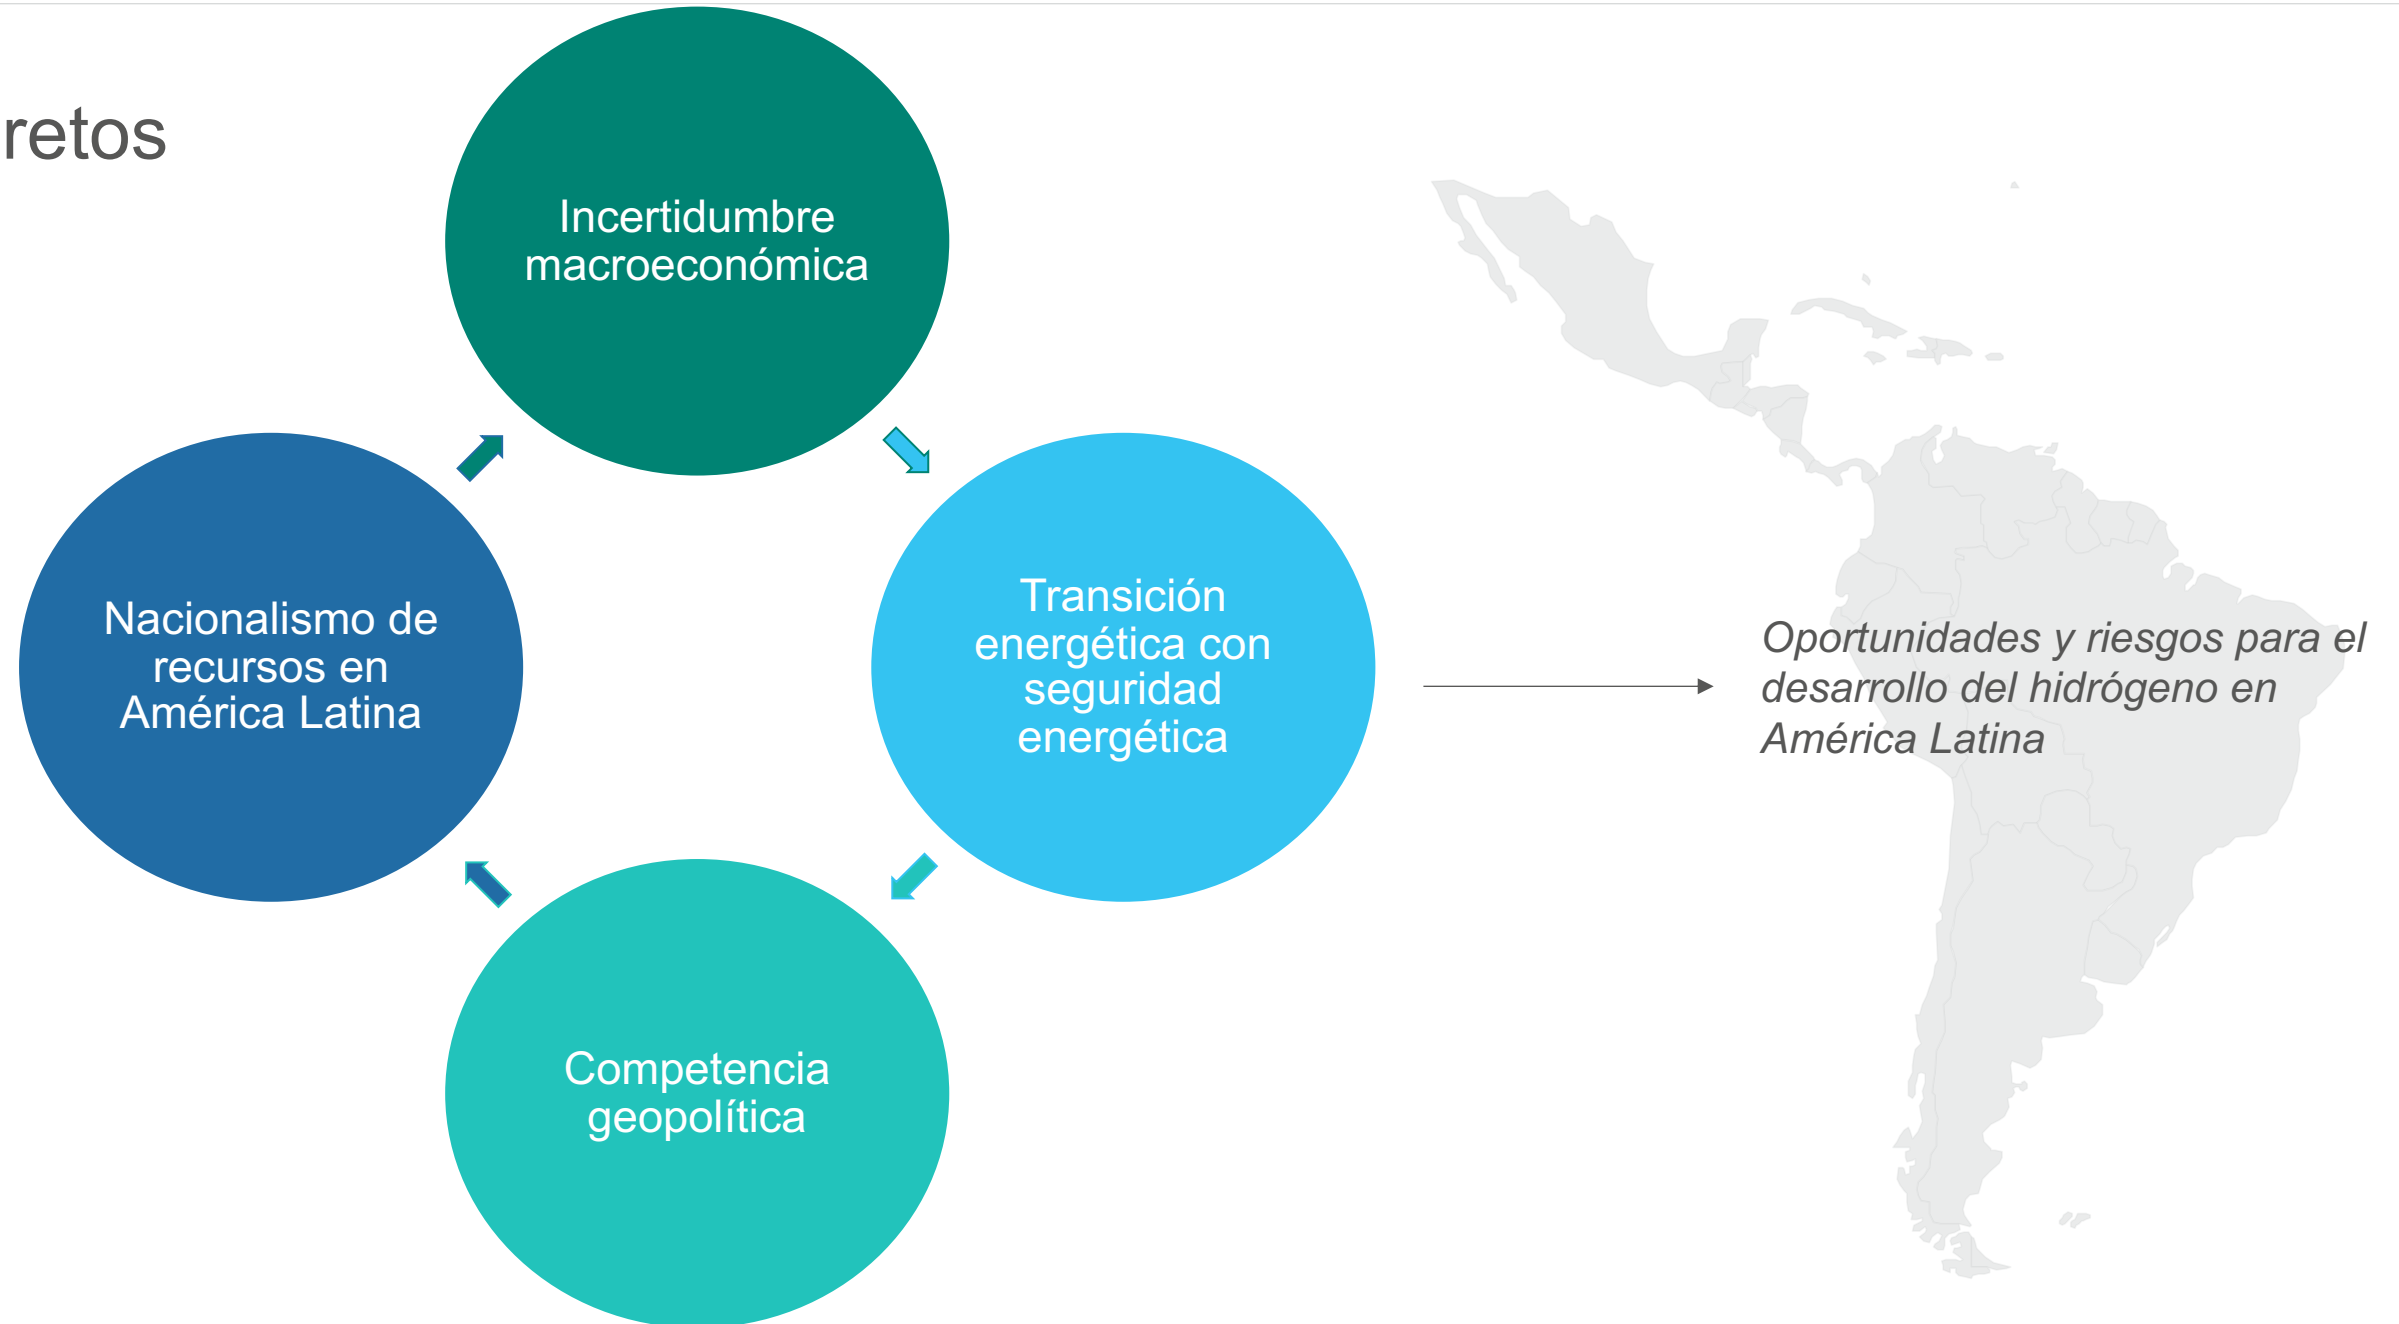 retos
Incertidumbre
macroeconómica
Transición
energética con
seguridad
energética
Competencia
geopolítica
Nacionalismo de
recursos en
América Latina
Oportunidades y riesgos para el
desarrollo del hidrógeno en
América Latina